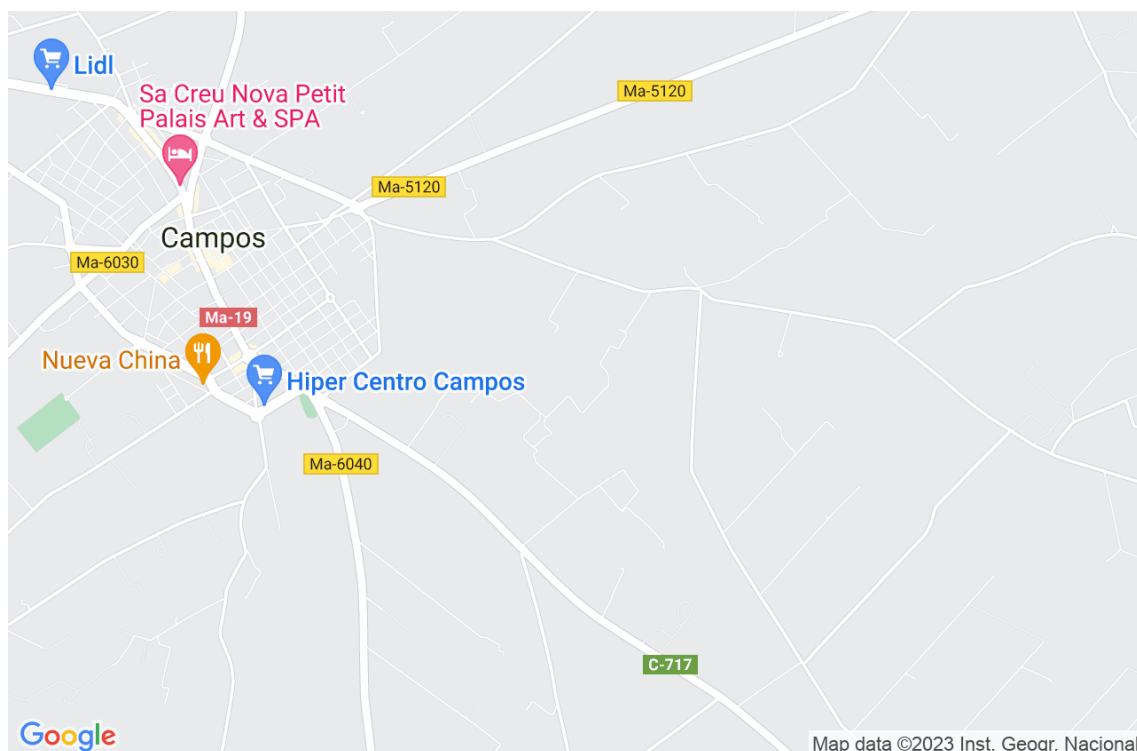 Lidl
Sa Creu Nova Petit
Palais Art & SPA
Ma-5120
Ma-5120
Campos
Ma-6030
Ma-19
Nueva China
Hiper Centro Campos
Ma-6040
C-717
Google
Map data ©2023 Inst. Geogr. Nacional